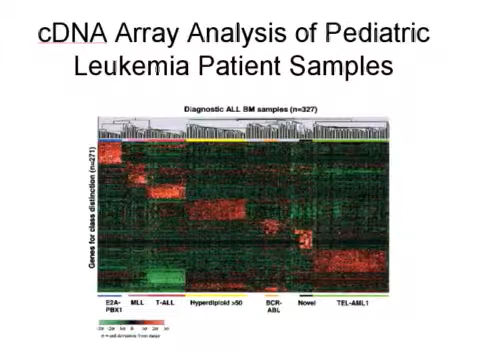 cDNA Array Analysis of Pediatric
Leukemia Patient Samples
Diagnostic ALL BM samples (n=327)
Genes for class distinction (n=271)
E2A-
PBX1
MLL
T-ALL
Hyperdiploid >50
BCR-
ABL
Novel
TEL-AML1